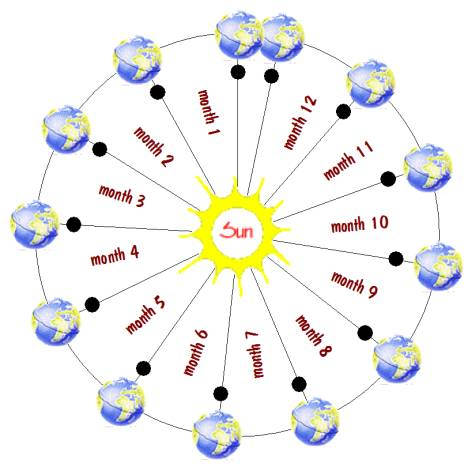 month 1
month 2
month 3
month 4
month 5
month 6
month 7
month 8
month 9
month 10
month 11
month 12
Sun